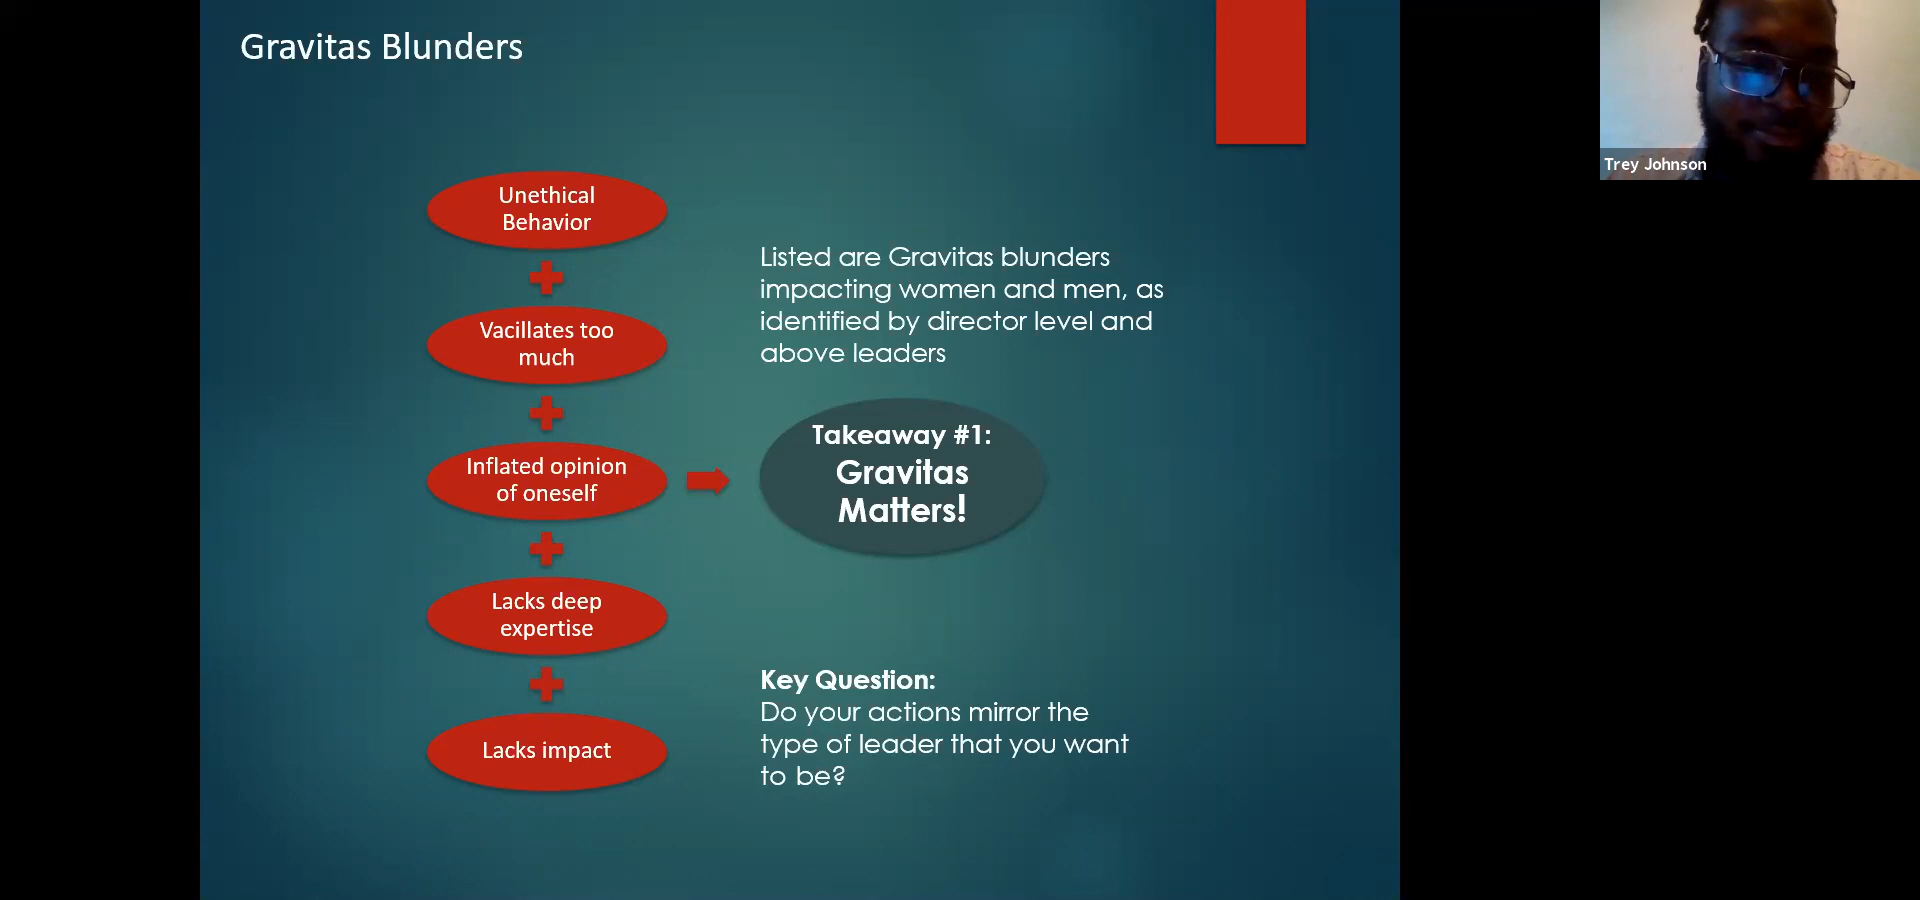 Gravitas Blunders
Unethical
Behavior
Vacillates too
much
Inflated opinion
of oneself
Lacks deep
expertise
Lacks impact
Listed are Gravitas blunders
impacting women and men, as
identified by director level and
above leaders
Takeaway #1:
Gravitas
Matters!
Key Question:
Do your actions mirror the
type of leader that you want
to be?
Trey Johnson